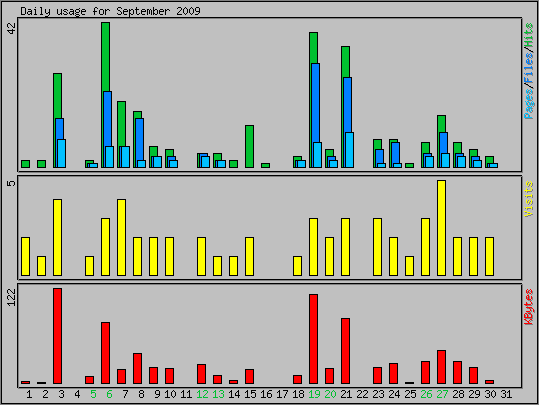 Daily usage for September 2009
42
Pages/Files/Hits
5
Visits
122
KBytes
1 2 3 4 5 6 7 8 9 10 11 12 13 14 15 16 17 18 19 20 21 22 23 24 25 26 27 28 29 30 31